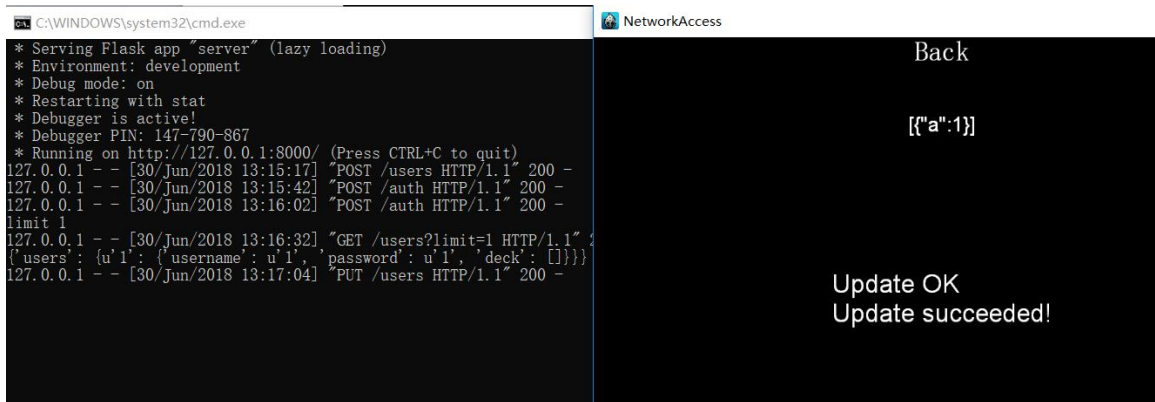 C:\WINDOWS\system32\cmd.exe
* Serving Flask app "server" (lazy loading)
* Environment: development
* Debug mode: on
* Restarting with stat
* Debugger is active!
* Debugger PIN: 147-790-867
* Running on http://127.0.0.1:8000/ (Press CTRL+C to quit)
127.0.0.1 - - [30/Jun/2018 13:15:17] "POST /users HTTP/1.1" 200 -
127.0.0.1 - - [30/Jun/2018 13:15:42] "POST /auth HTTP/1.1" 200 -
127.0.0.1 - - [30/Jun/2018 13:16:02] "POST /auth HTTP/1.1" 200 -
limit 1
127.0.0.1 - - [30/Jun/2018 13:16:32] "GET /users?limit=1 HTTP/1.1"
{'users': {u'1': {'username': u'1', 'password': u'1', 'deck': []}}}
127.0.0.1 - - [30/Jun/2018 13:17:04] "PUT /users HTTP/1.1" 200 -
NetworkAccess
Back
[{"a":1}]
Update OK
Update succeeded!